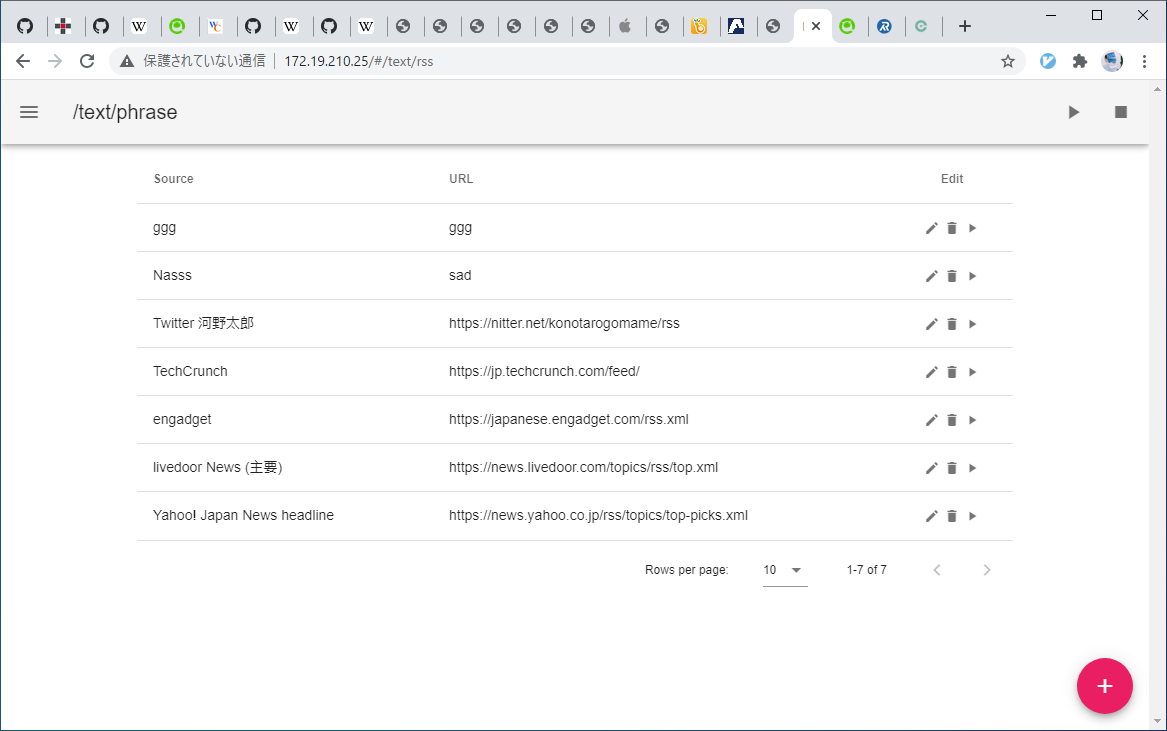 保護されていない通信 | 172.19.210.25/#/text/rss
/text/phrase
Source URL Edit
ggg ggg
Nasss sad
Twitter 河野太郎 https://nitter.net/konotarogomame/rss
TechCrunch https://jp.techcrunch.com/feed/
engadget https://japanese.engadget.com/rss.xml
livedoor News (主要) https://news.livedoor.com/topics/rss/top.xml
Yahoo! Japan News headline https://news.yahoo.co.jp/rss/topics/top-picks.xml
Rows per page: 10 1-7 of 7